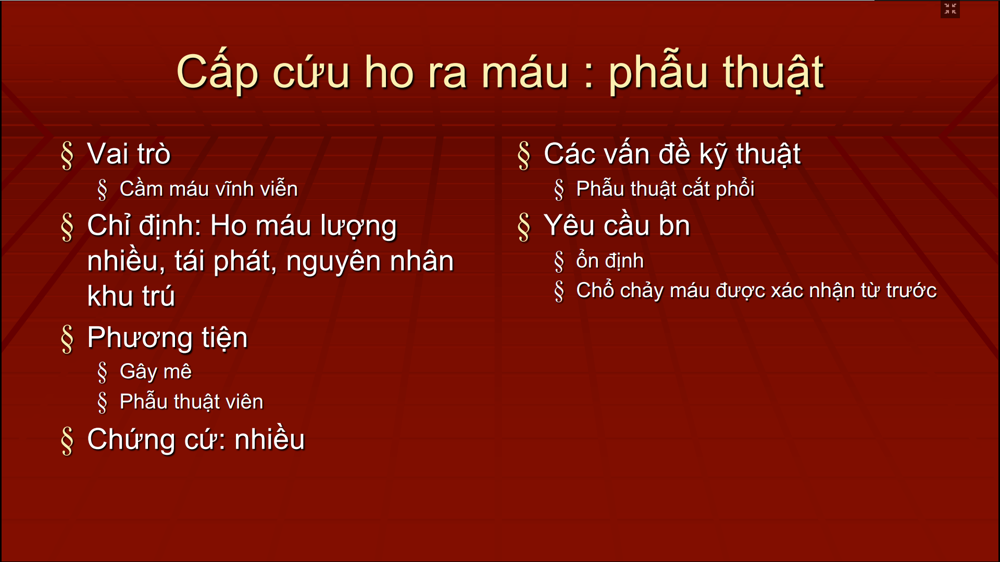 Cấp cứu ho ra máu : phẫu thuật
§ Vai trò
§ Cầm máu vĩnh viễn
§ Chỉ định: Ho máu lượng
nhiều, tái phát, nguyên nhân
khu trú
§ Phương tiện
§ Gây mê
§ Phẫu thuật viên
§ Chứng cứ: nhiều
§ Các vấn đề kỹ thuật
§ Phẫu thuật cắt phổi
§ Yêu cầu bn
§ ổn định
§ Chổ chảy máu được xác nhận từ trước